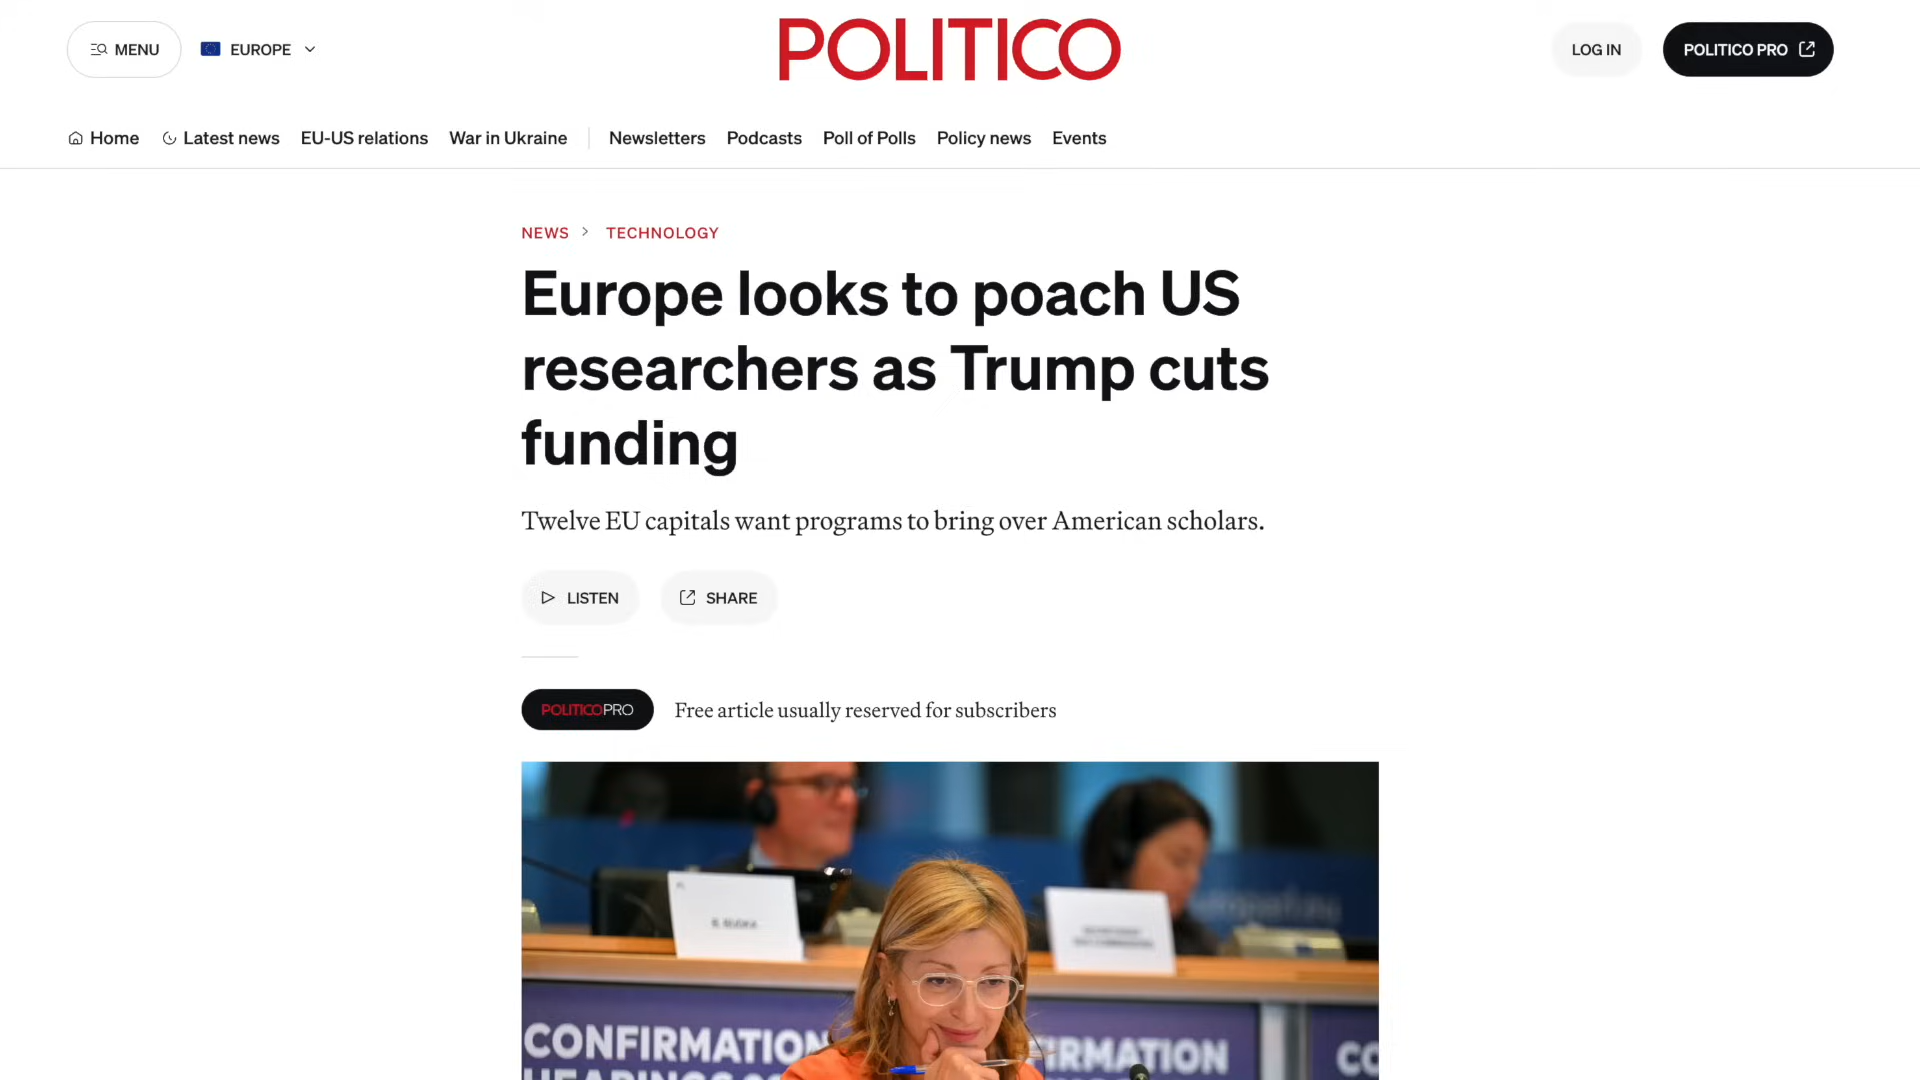 MENU
EUROPE
POLITICO
LOG IN
POLITICO PRO
Home
Latest news
EU-US relations
War in Ukraine
Newsletters
Podcasts
Poll of Polls
Policy news
Events
NEWS > TECHNOLOGY
Europe looks to poach US
researchers as Trump cuts
funding
Twelve EU capitals want programs to bring over American scholars.
LISTEN
SHARE
POLITICOPRO
Free article usually reserved for subscribers
CONFIRMATION